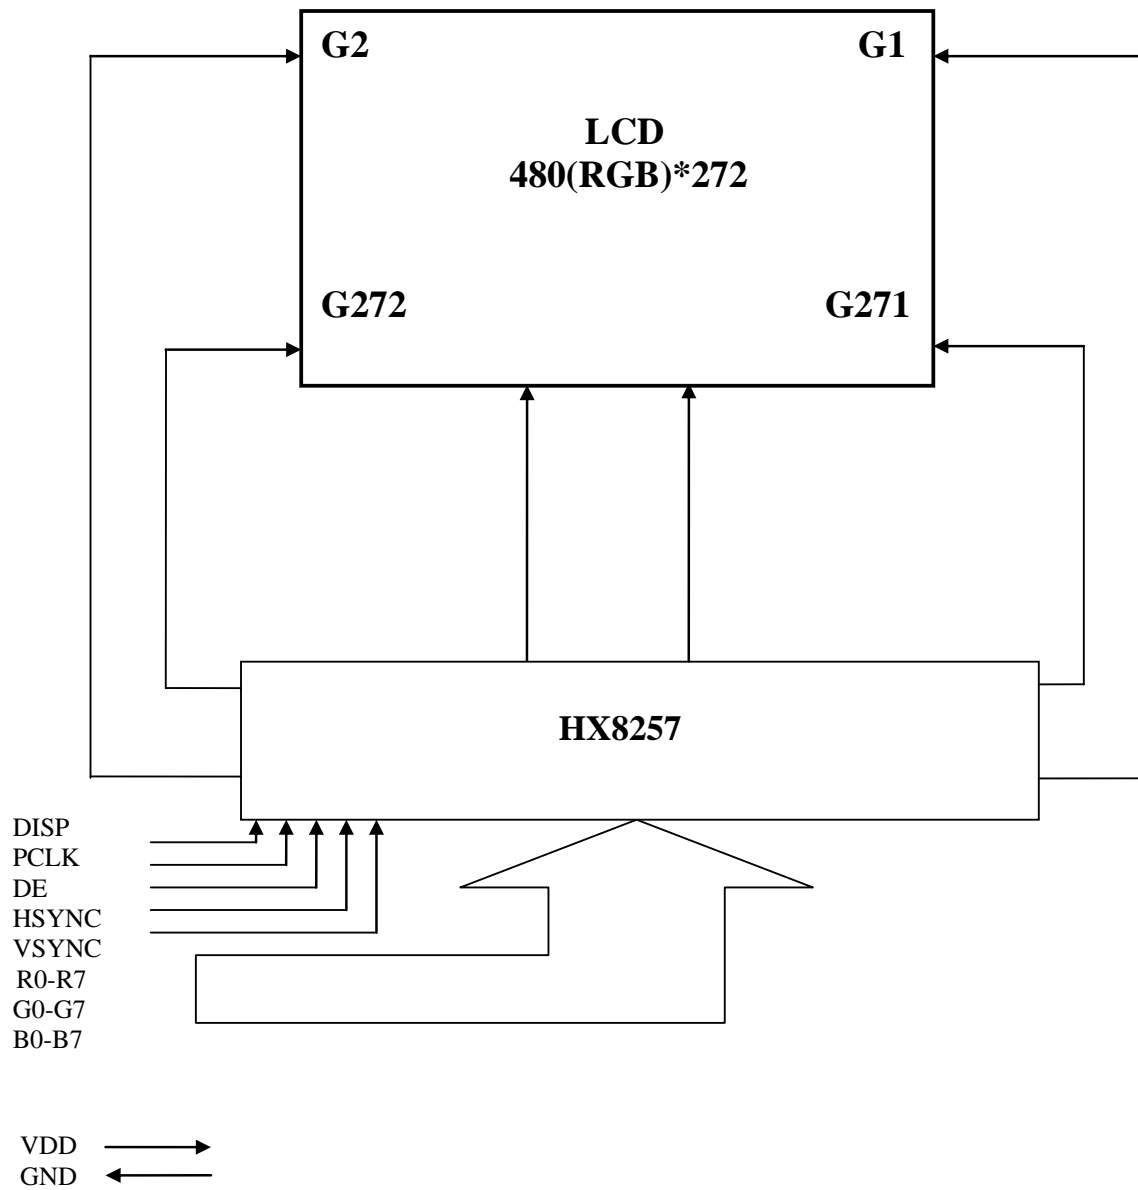 G2
G1
LCD
480(RGB)*272
G272
G271
HX8257
DISP
PCLK
DE
HSYNC
VSYNC
R0-R7
G0-G7
B0-B7
VDD
GND